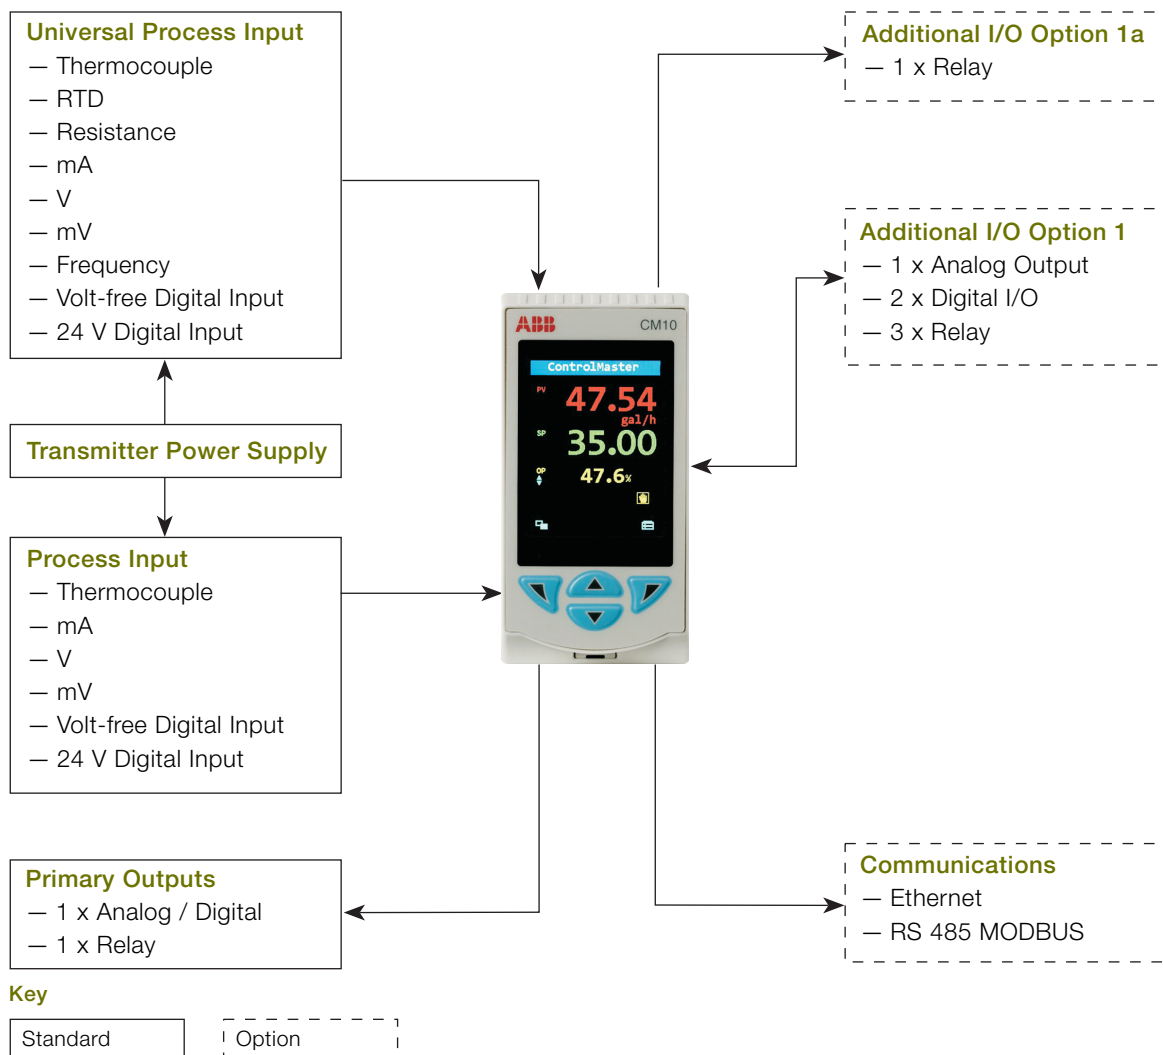 Universal Process Input
— Thermocouple
— RTD
— Resistance
— mA
— V
— mV
— Frequency
— Volt-free Digital Input
— 24 V Digital Input
Transmitter Power Supply
Process Input
— Thermocouple
— mA
— V
— mV
— Volt-free Digital Input
— 24 V Digital Input
Primary Outputs
— 1 x Analog / Digital
— 1 x Relay
ABB CM10
ControlMaster
PV 47.54
gal/h
SP 35.00
OP 47.6%
Additional I/O Option 1a
— 1 x Relay
Additional I/O Option 1
— 1 x Analog Output
— 2 x Digital I/O
— 3 x Relay
Communications
— Ethernet
— RS 485 MODBUS
Key
Standard
Option